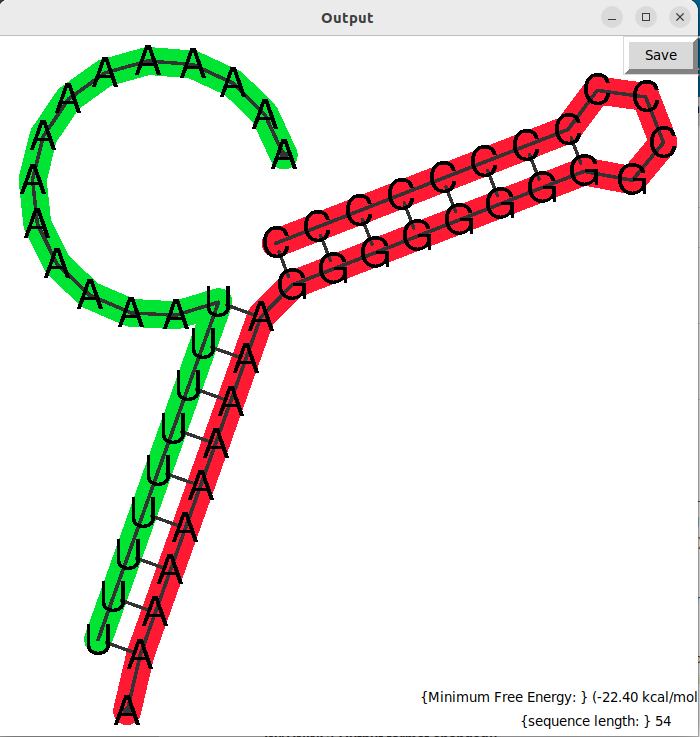 Output
Save
A A A A A A A A A A A A A A U U U U U U U U U
C C C C C C C C C C C G G G G G G G G G A A A A A A A A A A
{Minimum Free Energy: } (-22.40 kcal/mol
{sequence length: } 54